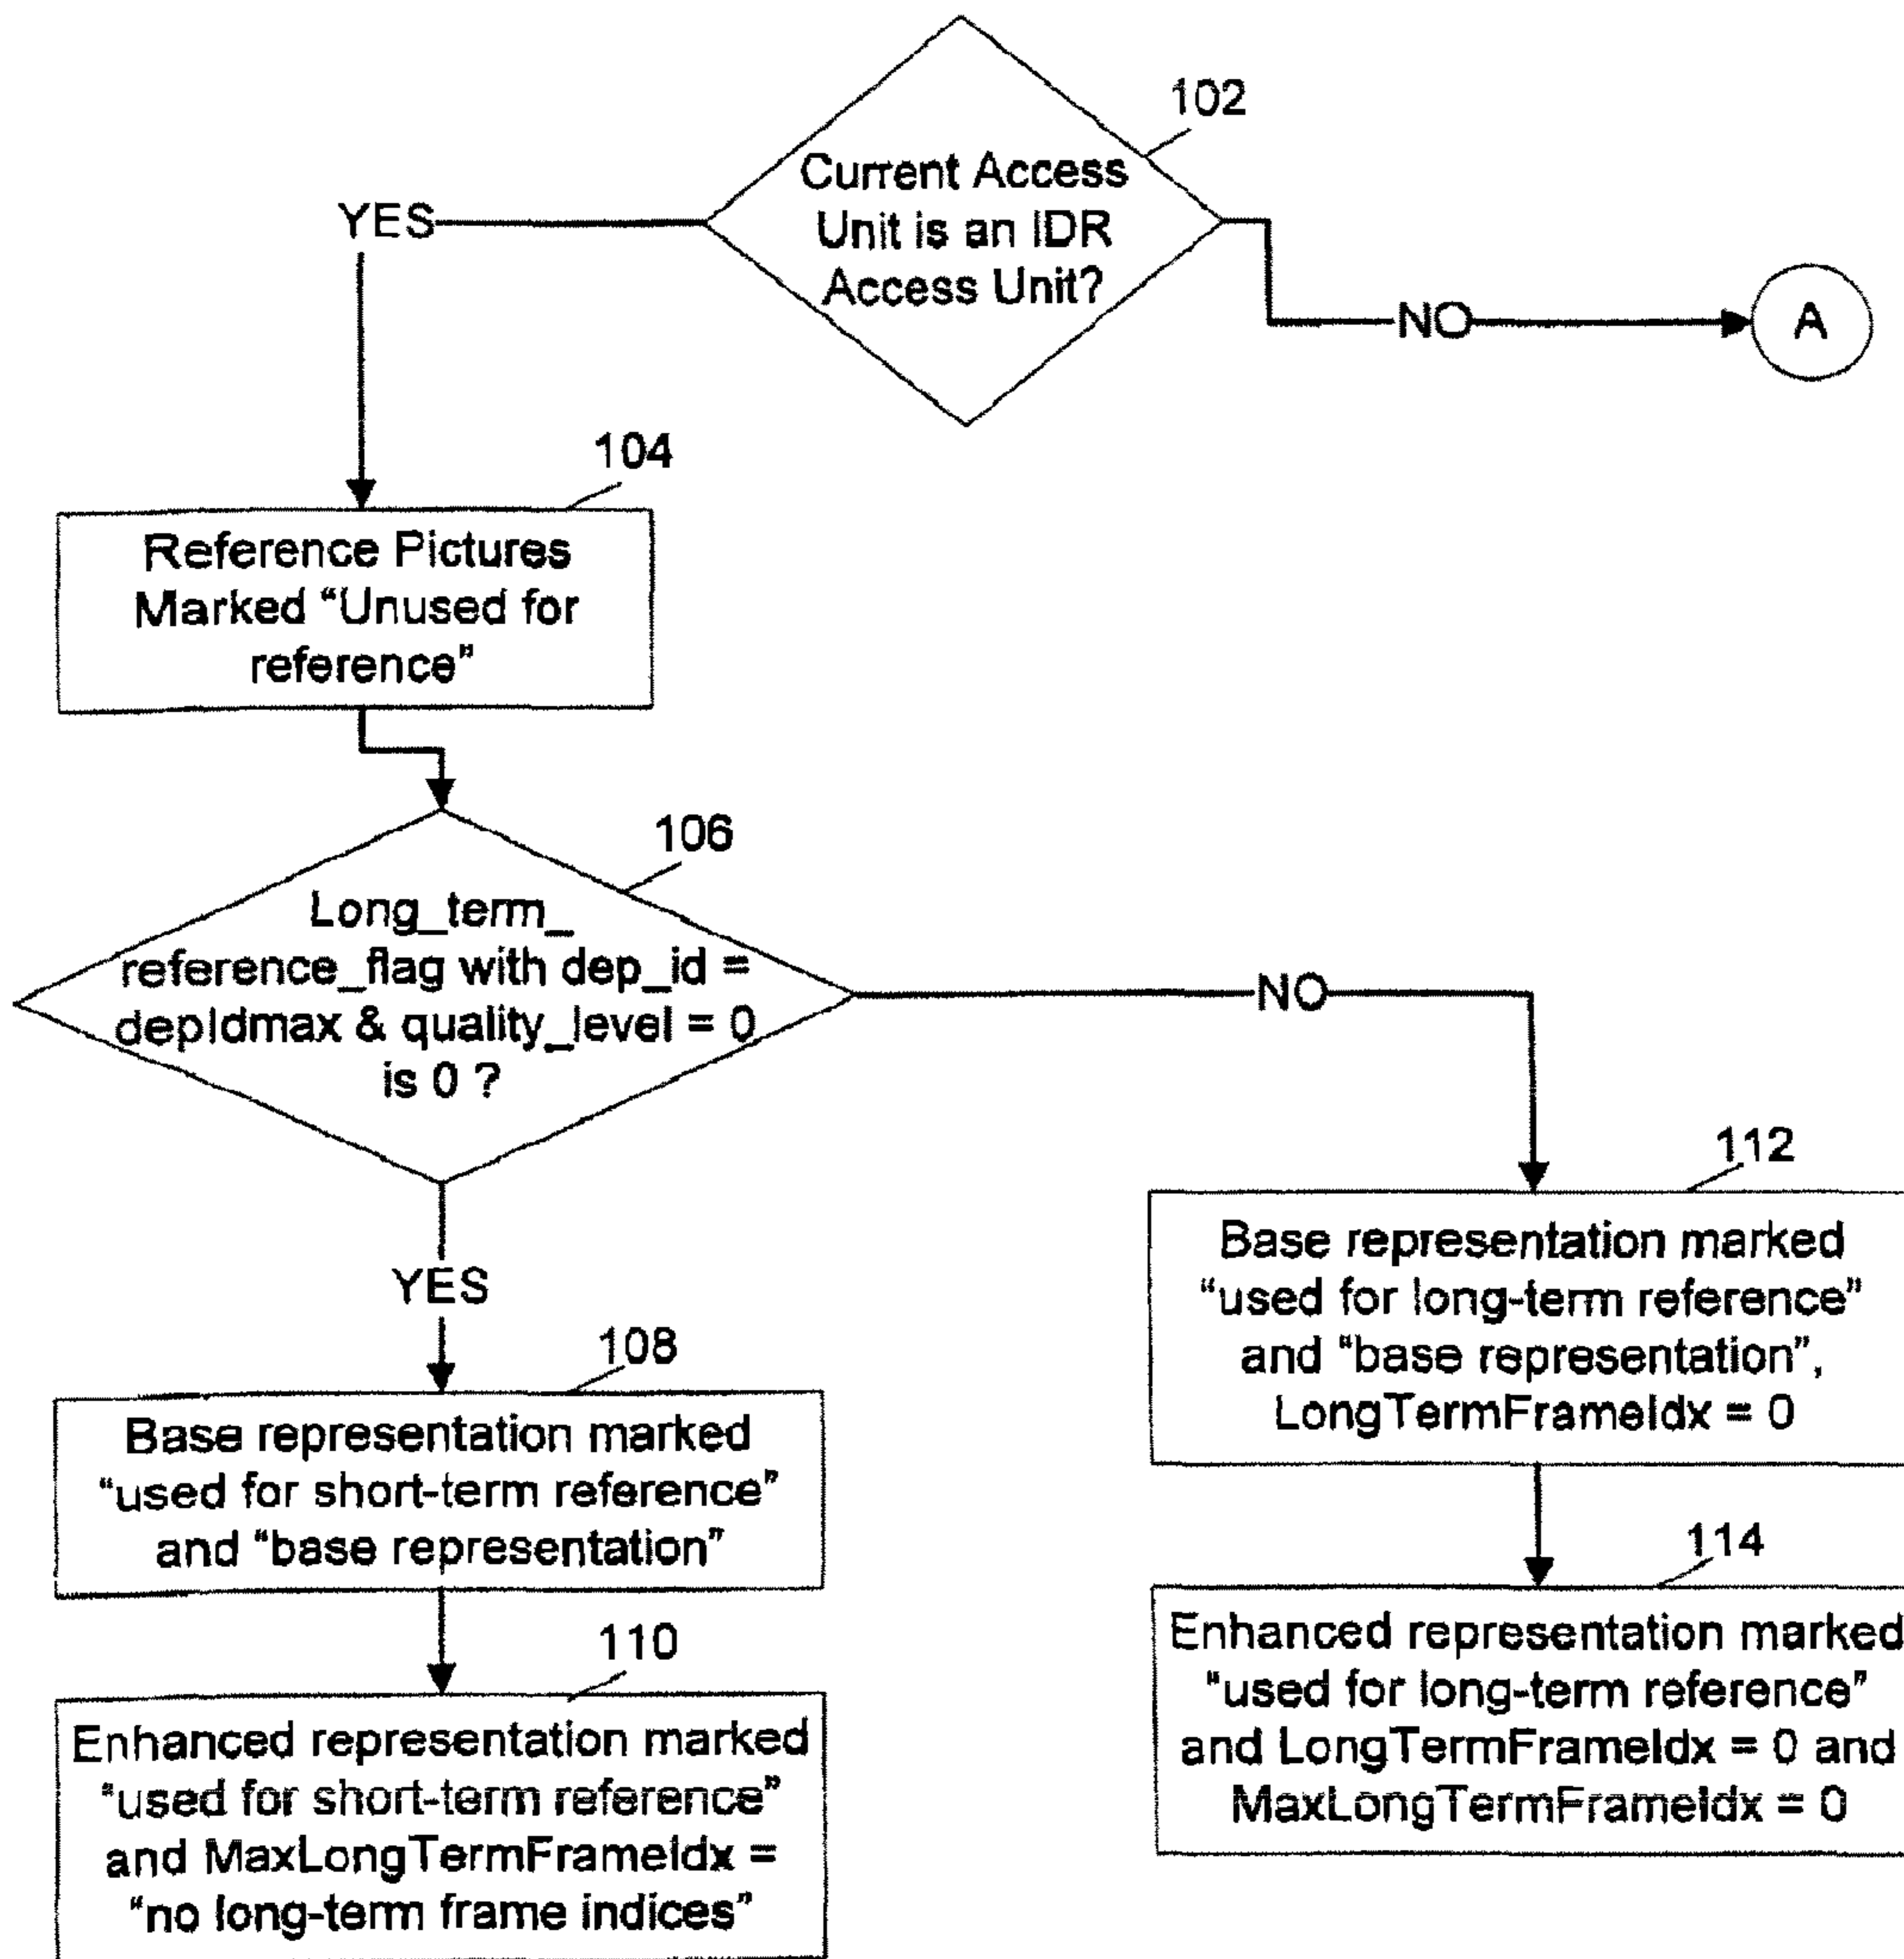 102
Current Access
Unit is an IDR
Access Unit?
YES
NO
A
104
Reference Pictures
Marked “Unused for
reference”
106
Long_term_
reference_flag with dep_id =
depIdmax & quality_level = 0
is 0 ?
NO
YES
112
Base representation marked
“used for long-term reference”
and “base representation”,
LongTermFrameIdx = 0
108
Base representation marked
“used for short-term reference”
and “base representation”
114
Enhanced representation marked
“used for long-term reference”
and LongTermFrameIdx = 0 and
MaxLongTermFrameIdx = 0
110
Enhanced representation marked
“used for short-term reference”
and MaxLongTermFrameIdx =
“no long-term frame indices”